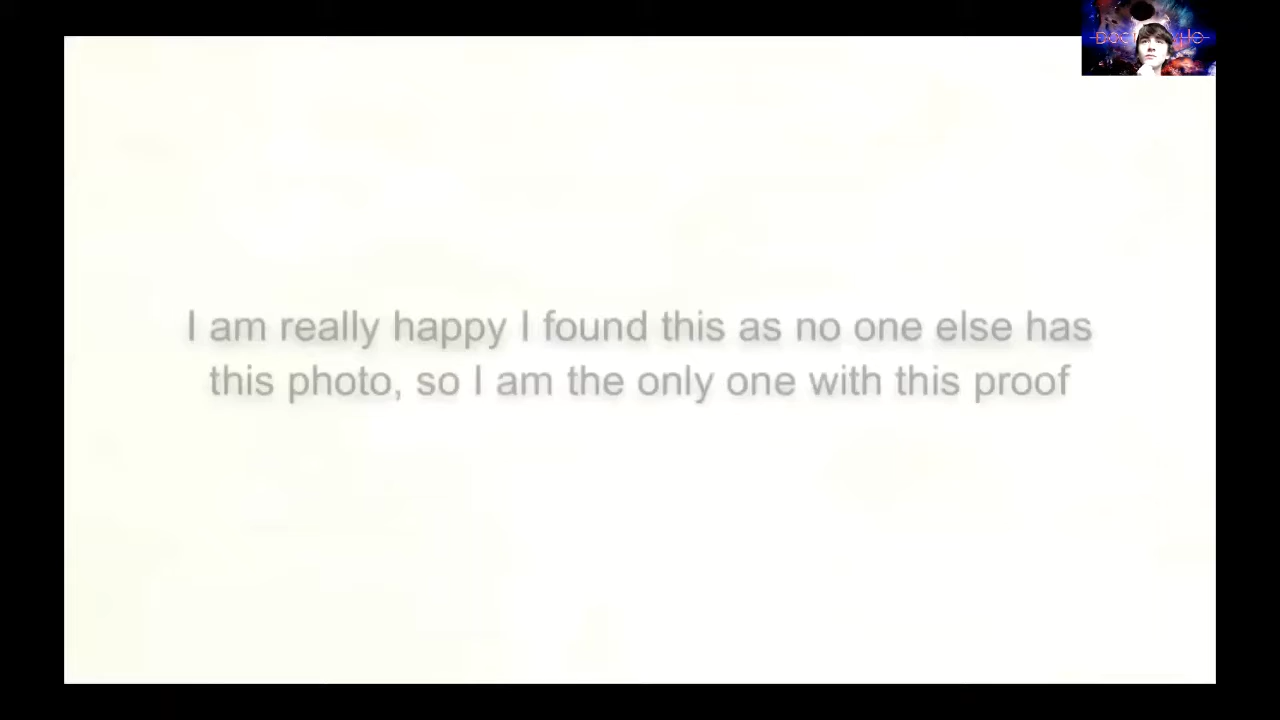 I am really happy I found this as no one else has
this photo, so I am the only one with this proof